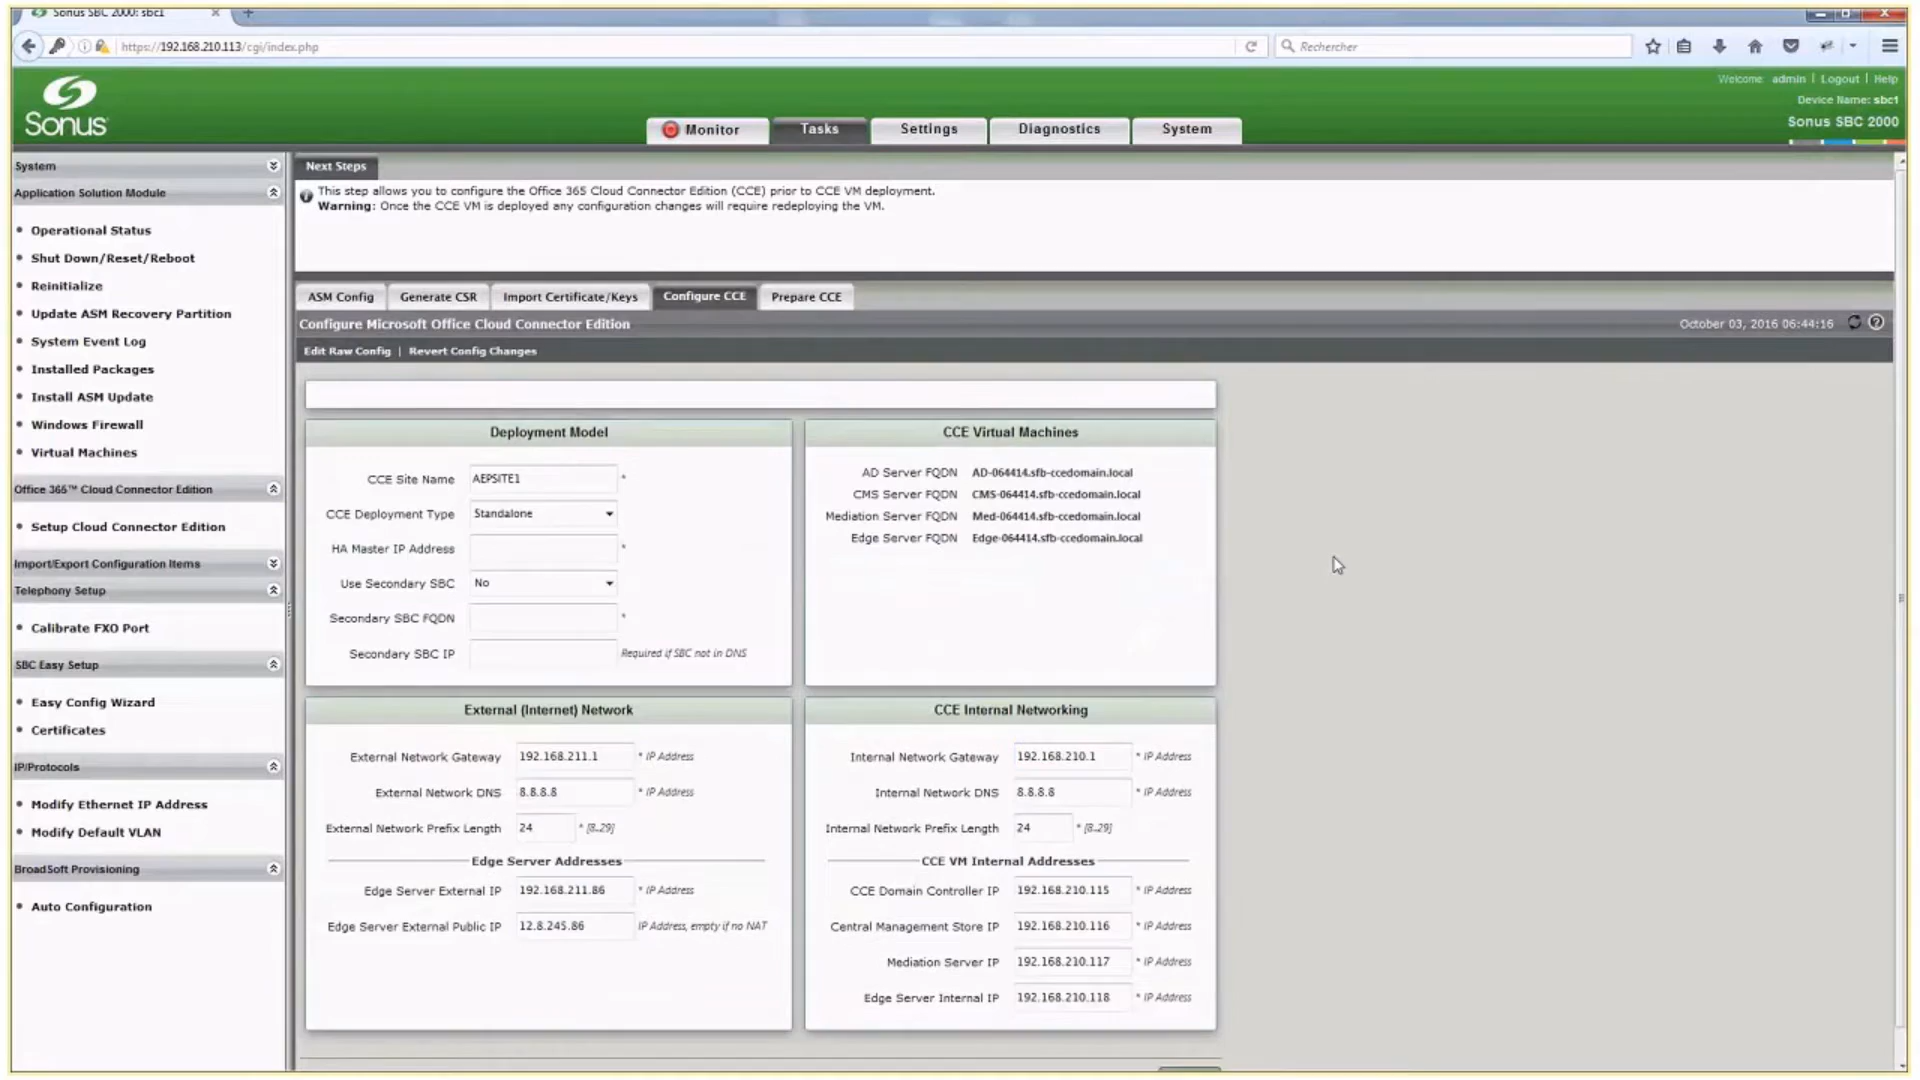 Sonus SBC 2000: sbc1
https://192.168.210.113/cgi/index.php
Rechercher
Welcome: admin | Logout | Help
Device Name: sbc1
Sonus SBC 2000
Sonus
Monitor
Tasks
Settings
Diagnostics
System
System
Application Solution Module
Operational Status
Shut Down/Reset/Reboot
Reinitialize
Update ASM Recovery Partition
System Event Log
Installed Packages
Install ASM Update
Windows Firewall
Virtual Machines
Office 365™ Cloud Connector Edition
Setup Cloud Connector Edition
Import/Export Configuration Items
Telephony Setup
Calibrate FXO Port
SBC Easy Setup
Easy Config Wizard
Certificates
IP/Protocols
Modify Ethernet IP Address
Modify Default VLAN
BroadSoft Provisioning
Auto Configuration
Next Steps
This step allows you to configure the Office 365 Cloud Connector Edition (CCE) prior to CCE VM deployment.
Warning: Once the CCE VM is deployed any configuration changes will require redeploying the VM.
ASM Config
Generate CSR
Import Certificate/Keys
Configure CCE
Prepare CCE
Configure Microsoft Office Cloud Connector Edition
October 03, 2016 06:44:16
Edit Raw Config | Revert Config Changes
Deployment Model
CCE Site Name AEPSITE1 *
CCE Deployment Type Standalone
HA Master IP Address *
Use Secondary SBC No
Secondary SBC FQDN *
Secondary SBC IP Required if SBC not in DNS
CCE Virtual Machines
AD Server FQDN AD-064414.sfb-ccedomain.local
CMS Server FQDN CMS-064414.sfb-ccedomain.local
Mediation Server FQDN Med-064414.sfb-ccedomain.local
Edge Server FQDN Edge-064414.sfb-ccedomain.local
External (Internet) Network
External Network Gateway 192.168.211.1 * IP Address
External Network DNS 8.8.8.8 * IP Address
External Network Prefix Length 24 * [8..29]
Edge Server Addresses
Edge Server External IP 192.168.211.86 * IP Address
Edge Server External Public IP 12.8.245.86 IP Address, empty if no NAT
CCE Internal Networking
Internal Network Gateway 192.168.210.1 * IP Address
Internal Network DNS 8.8.8.8 * IP Address
Internal Network Prefix Length 24 * [8..29]
CCE VM Internal Addresses
CCE Domain Controller IP 192.168.210.115 * IP Address
Central Management Store IP 192.168.210.116 * IP Address
Mediation Server IP 192.168.210.117 * IP Address
Edge Server Internal IP 192.168.210.118 * IP Address